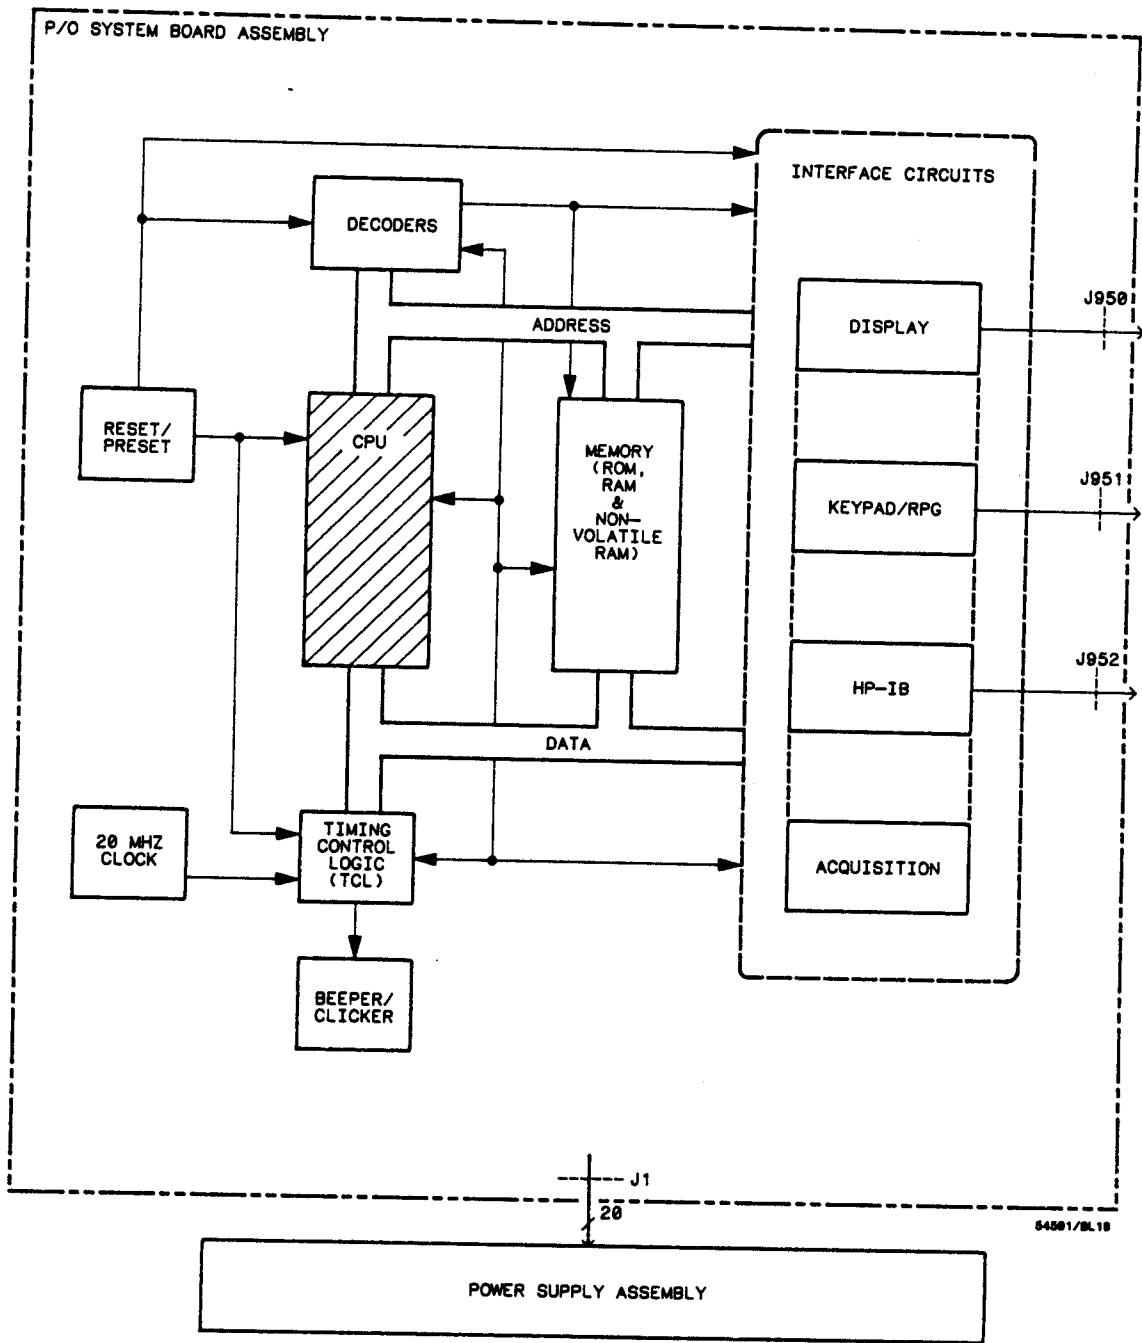 P/O SYSTEM BOARD ASSEMBLY
INTERFACE CIRCUITS
DECODERS
ADDRESS
DISPLAY
J950
RESET/
PRESET
CPU
MEMORY
(ROM,
RAM
&
NON-
VOLATILE
RAM)
KEYPAD/RPG
J951
HP-IB
J952
DATA
20 MHZ
CLOCK
TIMING
CONTROL
LOGIC
(TCL)
ACQUISITION
BEEPER/
CLICKER
J1
20
POWER SUPPLY ASSEMBLY